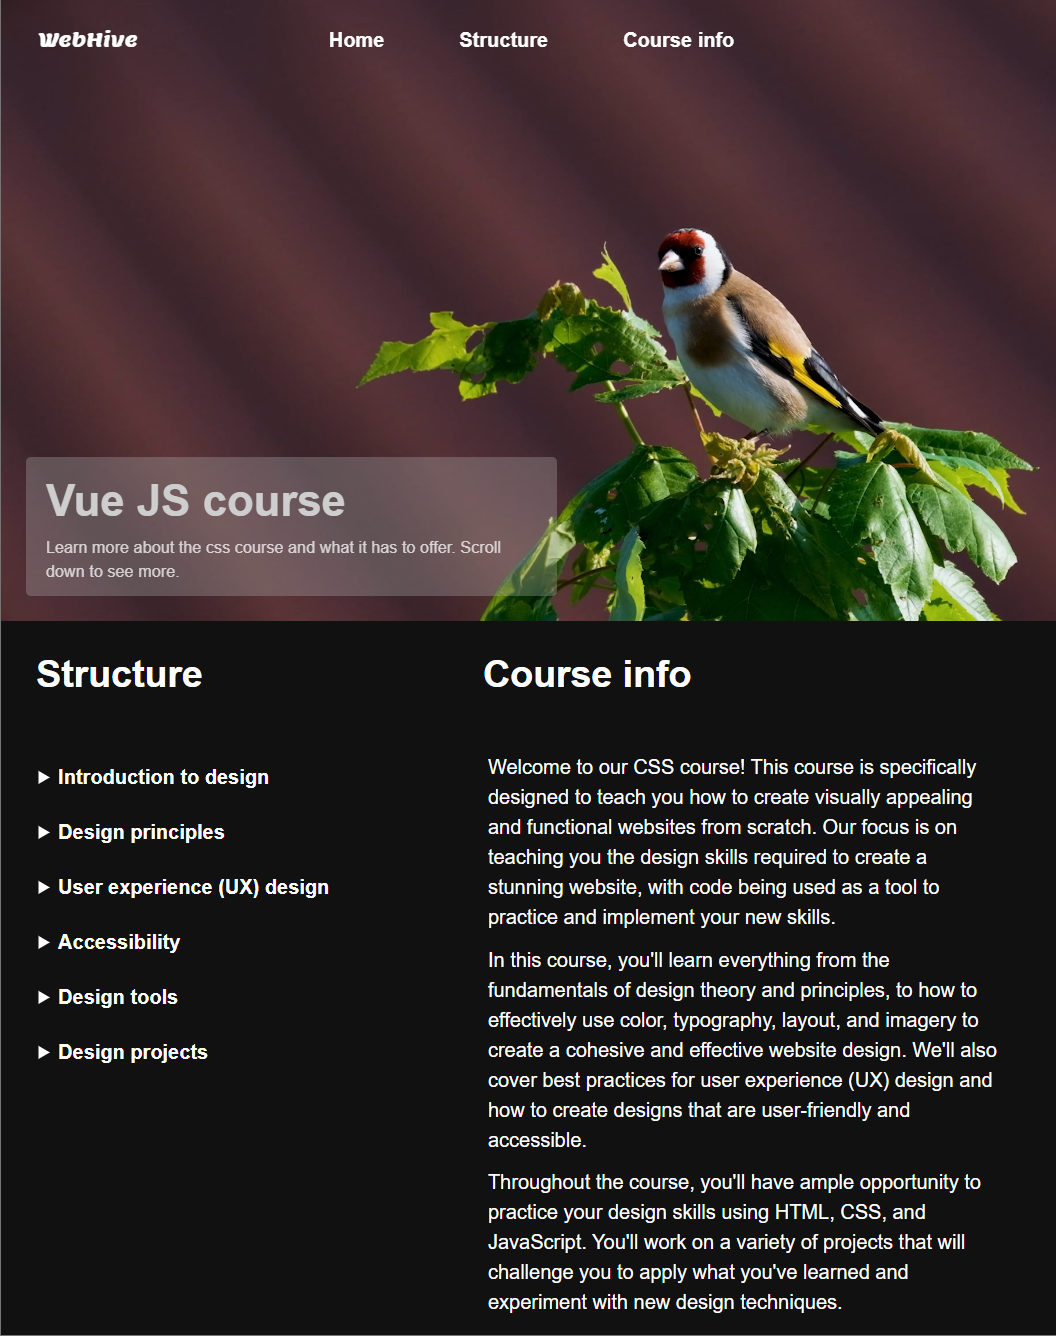 WebHive
Home
Structure
Course info
Vue JS course
Learn more about the css course and what it has to offer. Scroll
down to see more.
Structure
Introduction to design
Design principles
User experience (UX) design
Accessibility
Design tools
Design projects
Course info
Welcome to our CSS course! This course is specifically
designed to teach you how to create visually appealing
and functional websites from scratch. Our focus is on
teaching you the design skills required to create a
stunning website, with code being used as a tool to
practice and implement your new skills.
In this course, you'll learn everything from the
fundamentals of design theory and principles, to how to
effectively use color, typography, layout, and imagery to
create a cohesive and effective website design. We'll also
cover best practices for user experience (UX) design and
how to create designs that are user-friendly and
accessible.
Throughout the course, you'll have ample opportunity to
practice your design skills using HTML, CSS, and
JavaScript. You'll work on a variety of projects that will
challenge you to apply what you've learned and
experiment with new design techniques.